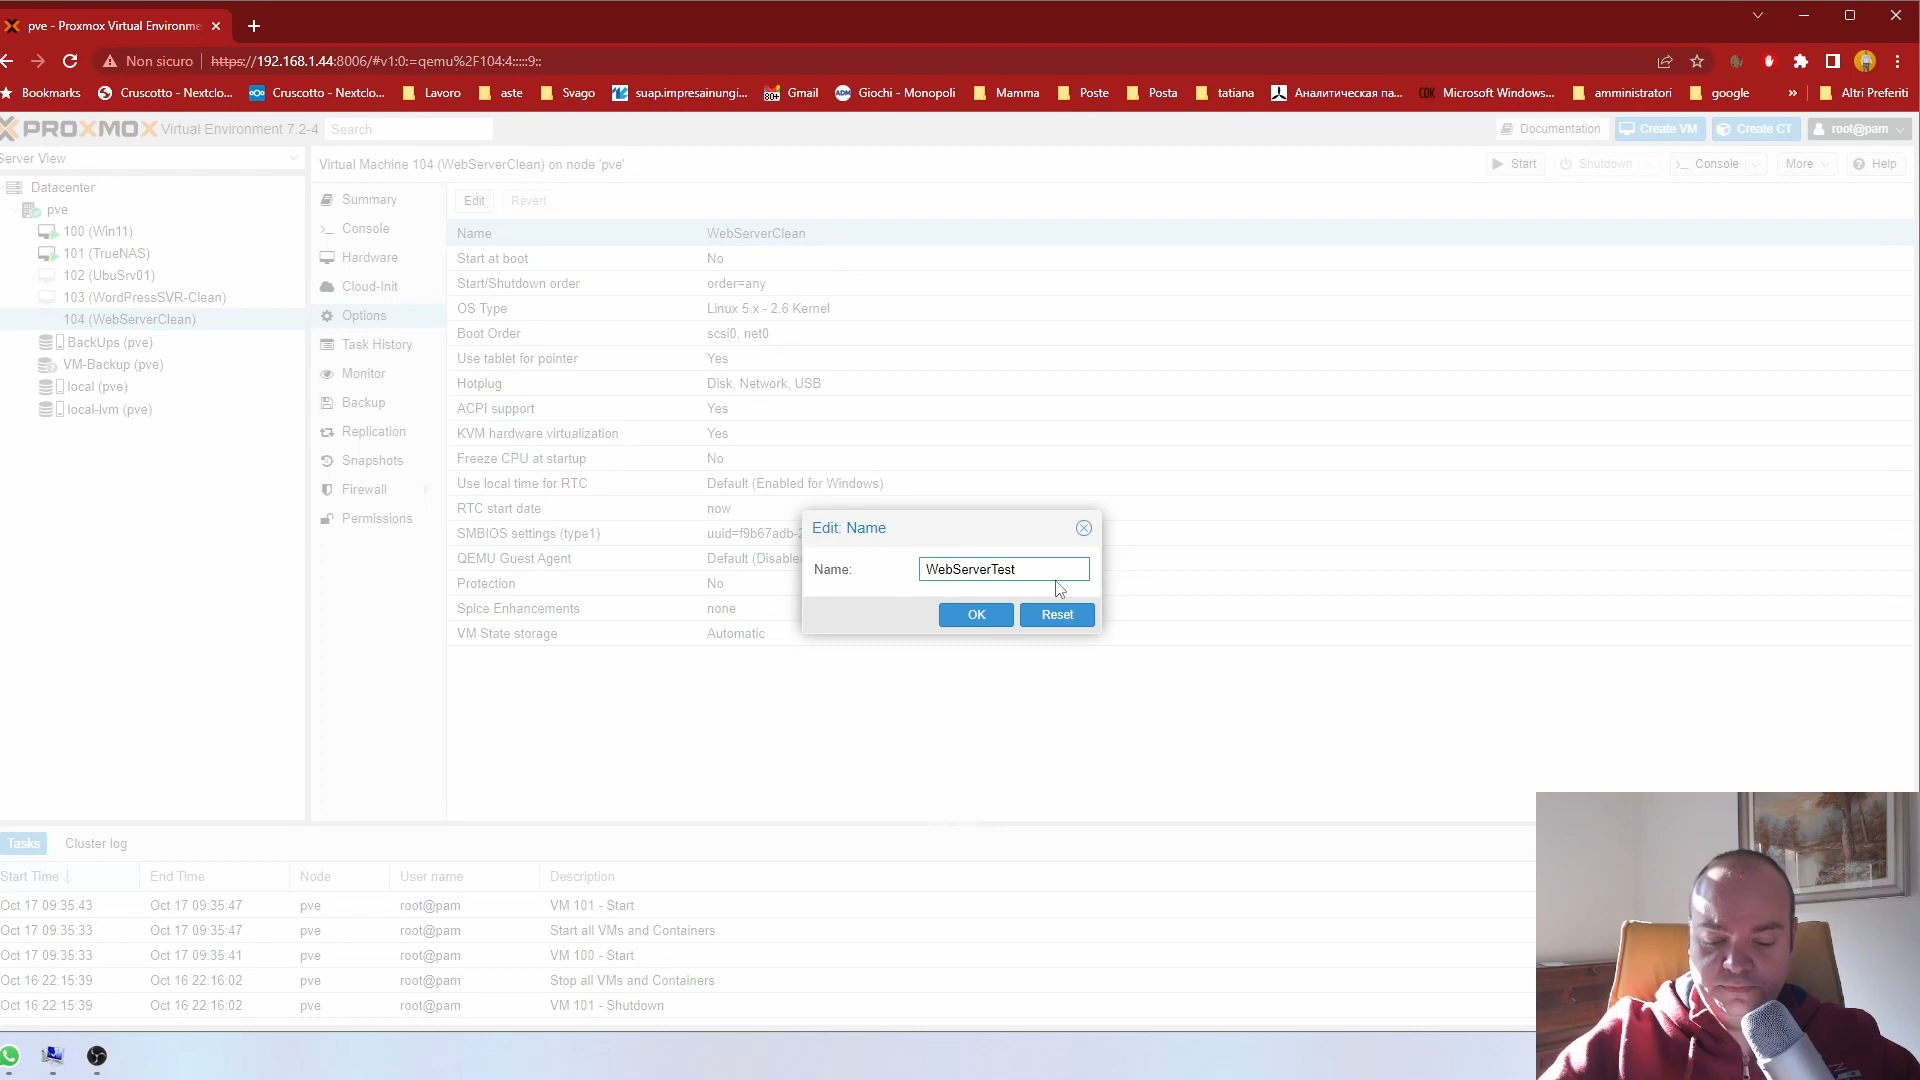 pve - Proxmox Virtual Environme
Non sicuro https://192.168.1.44:8006/#v1:0:=qemu%2F104:4:::::9::
Bookmarks Cruscotto - Nextclo... Cruscotto - Nextclo... Lavoro aste Svago suap.impresainungi... 80+ Gmail ADM Giochi - Monopoli Mamma Poste Posta tatiana Аналитическая па... CDK Microsoft Windows... amministratori google » Altri Preferiti
PROXMOX Virtual Environment 7.2-4 Search Documentation Create VM Create CT root@pam
Server View
Virtual Machine 104 (WebServerClean) on node 'pve' Start Shutdown Console More Help
Datacenter
pve
100 (Win11)
101 (TrueNAS)
102 (UbuSrv01)
103 (WordPressSVR-Clean)
104 (WebServerClean)
BackUps (pve)
VM-Backup (pve)
local (pve)
local-lvm (pve)
Summary
Console
Hardware
Cloud-Init
Options
Task History
Monitor
Backup
Replication
Snapshots
Firewall
Permissions
Edit Revert
Name WebServerClean
Start at boot No
Start/Shutdown order order=any
OS Type Linux 5.x - 2.6 Kernel
Boot Order scsi0, net0
Use tablet for pointer Yes
Hotplug Disk, Network, USB
ACPI support Yes
KVM hardware virtualization Yes
Freeze CPU at startup No
Use local time for RTC Default (Enabled for Windows)
RTC start date now
SMBIOS settings (type1) uuid=f9b67adb-2
QEMU Guest Agent Default (Disable
Protection No
Spice Enhancements none
VM State storage Automatic
Edit: Name
Name: WebServerTest
OK Reset
Tasks Cluster log
Start Time End Time Node User name Description
Oct 17 09:35:43 Oct 17 09:35:47 pve root@pam VM 101 - Start
Oct 17 09:35:33 Oct 17 09:35:47 pve root@pam Start all VMs and Containers
Oct 17 09:35:33 Oct 17 09:35:41 pve root@pam VM 100 - Start
Oct 16 22:15:39 Oct 16 22:16:02 pve root@pam Stop all VMs and Containers
Oct 16 22:15:39 Oct 16 22:16:02 pve root@pam VM 101 - Shutdown